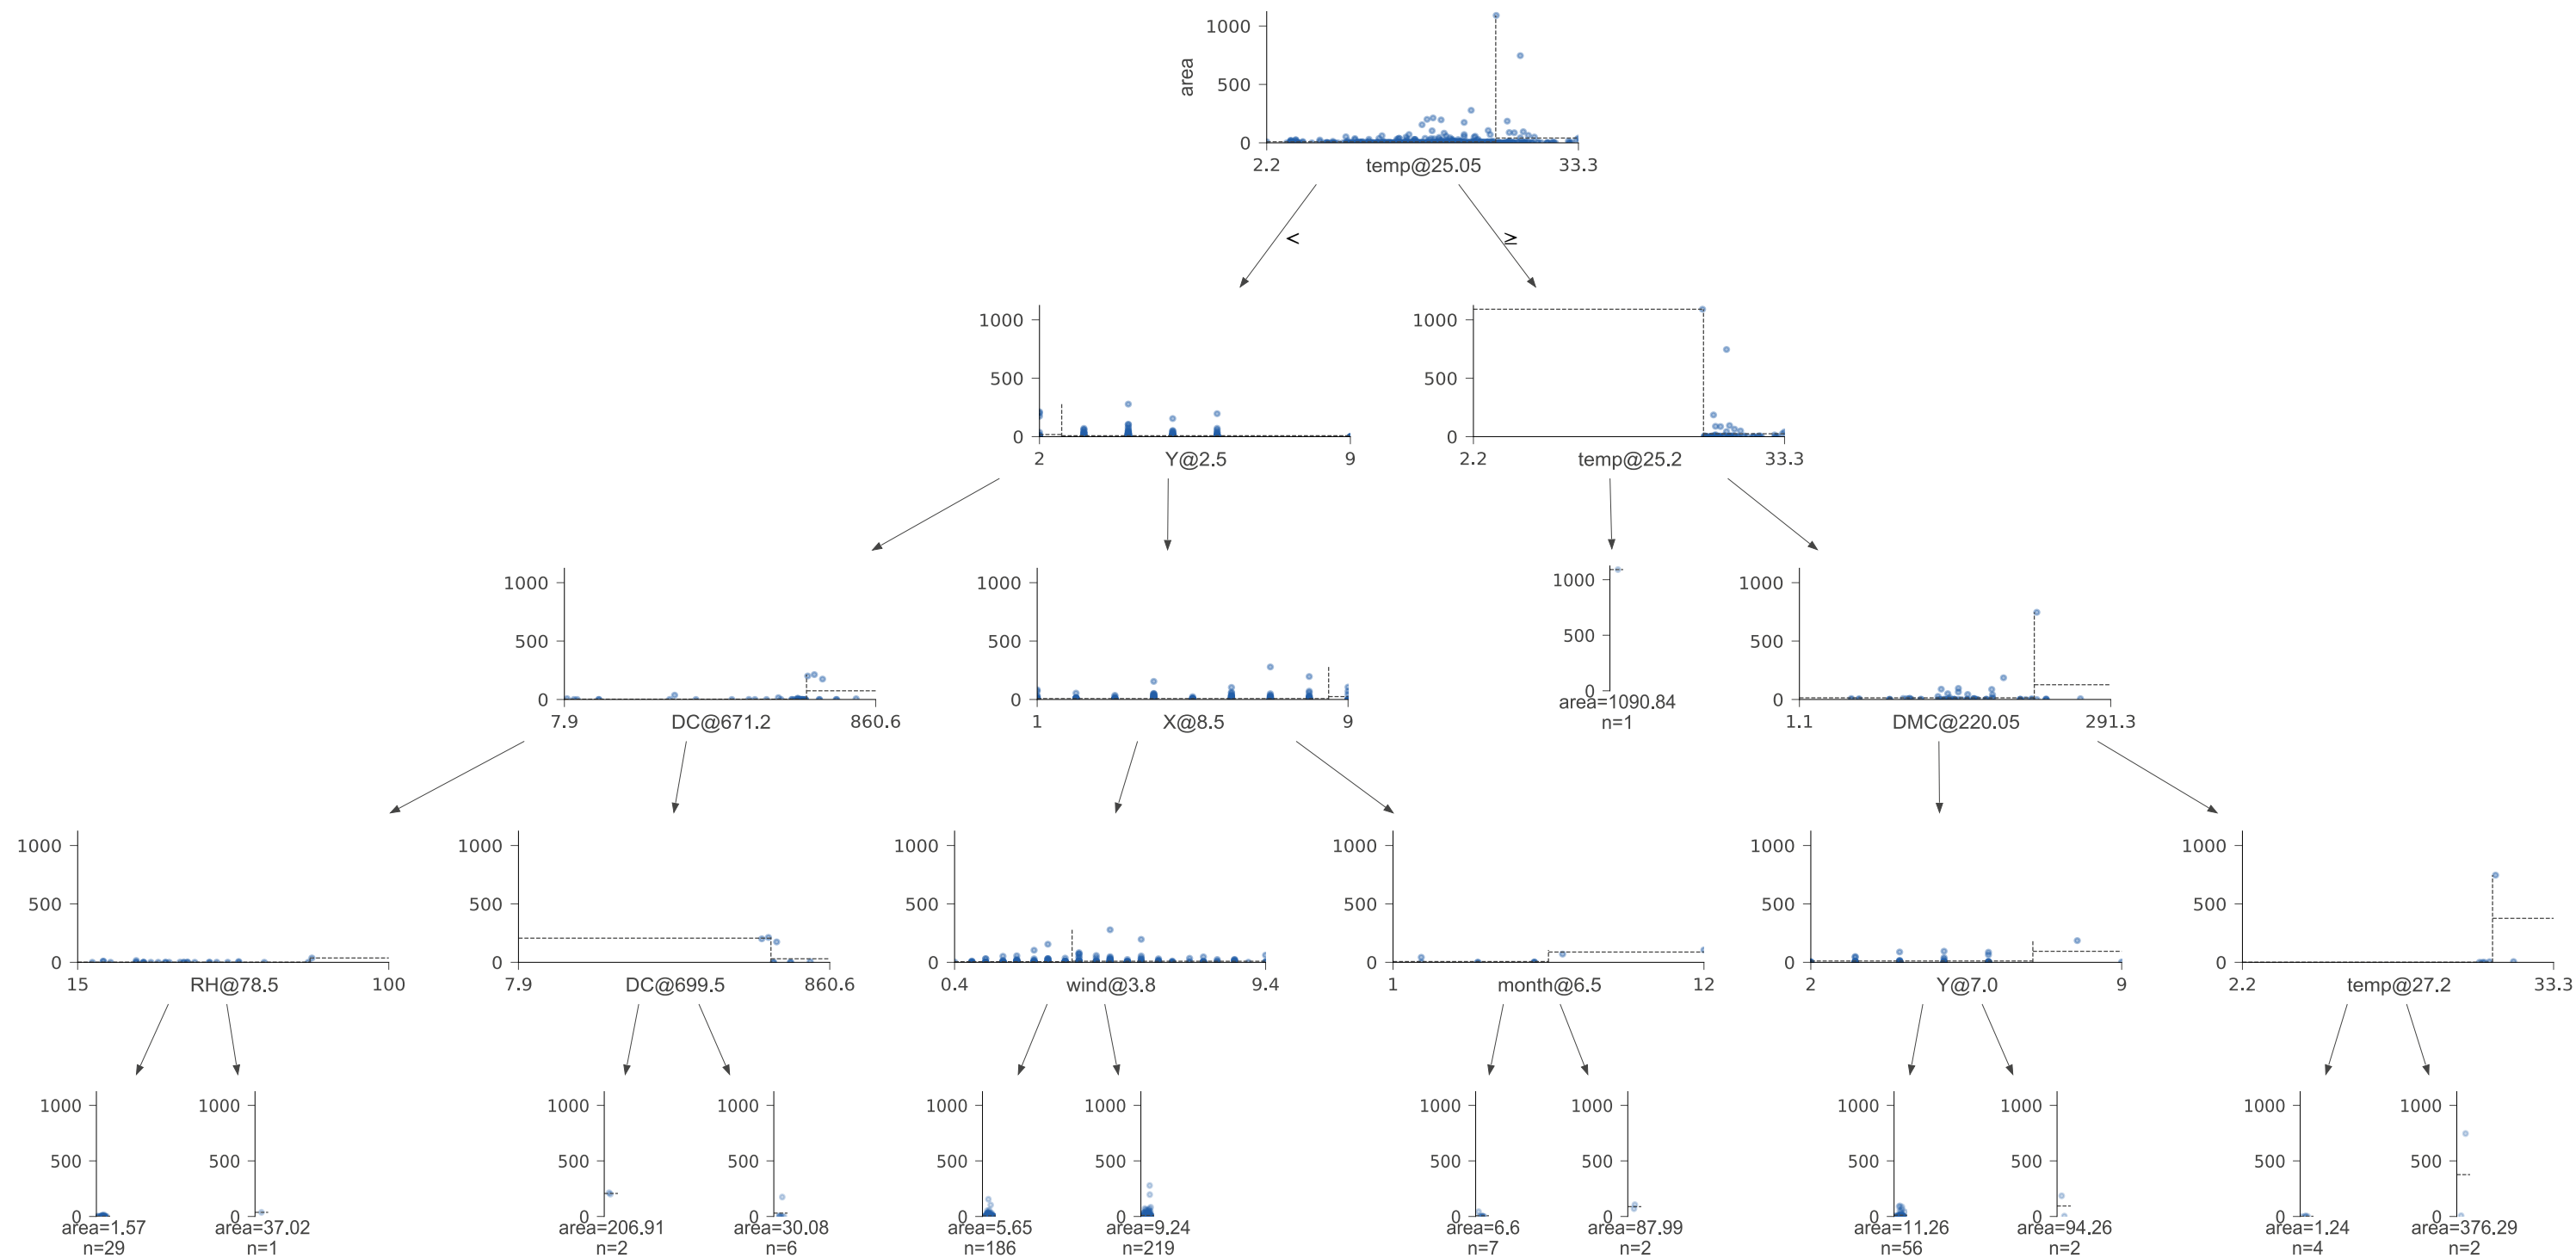 1000
area
500
0
2.2 temp@25.05 33.3
< ≥
1000 1000
500 500
0 0
2 Y@2.5 9 2.2 temp@25.2 33.3
1000 1000 1000 1000
500 500 500 500
0 0 0 0
7.9 DC@671.2 860.6 1 X@8.5 9 area=1090.84 1.1 DMC@220.05 291.3
n=1
1000 1000 1000 1000 1000 1000
500 500 500 500 500 500
0 0 0 0 0 0
15 RH@78.5 100 7.9 DC@699.5 860.6 0.4 wind@3.8 9.4 1 month@6.5 12 2 Y@7.0 9 2.2 temp@27.2 33.3
1000 1000 1000 1000 1000 1000 1000 1000 1000 1000 1000 1000
500 500 500 500 500 500 500 500 500 500 500 500
0 0 0 0 0 0 0 0 0 0 0 0
area=1.57 area=37.02 area=206.91 area=30.08 area=5.65 area=9.24 area=6.6 area=87.99 area=11.26 area=94.26 area=1.24 area=376.29
n=29 n=1 n=2 n=6 n=186 n=219 n=7 n=2 n=56 n=2 n=4 n=2